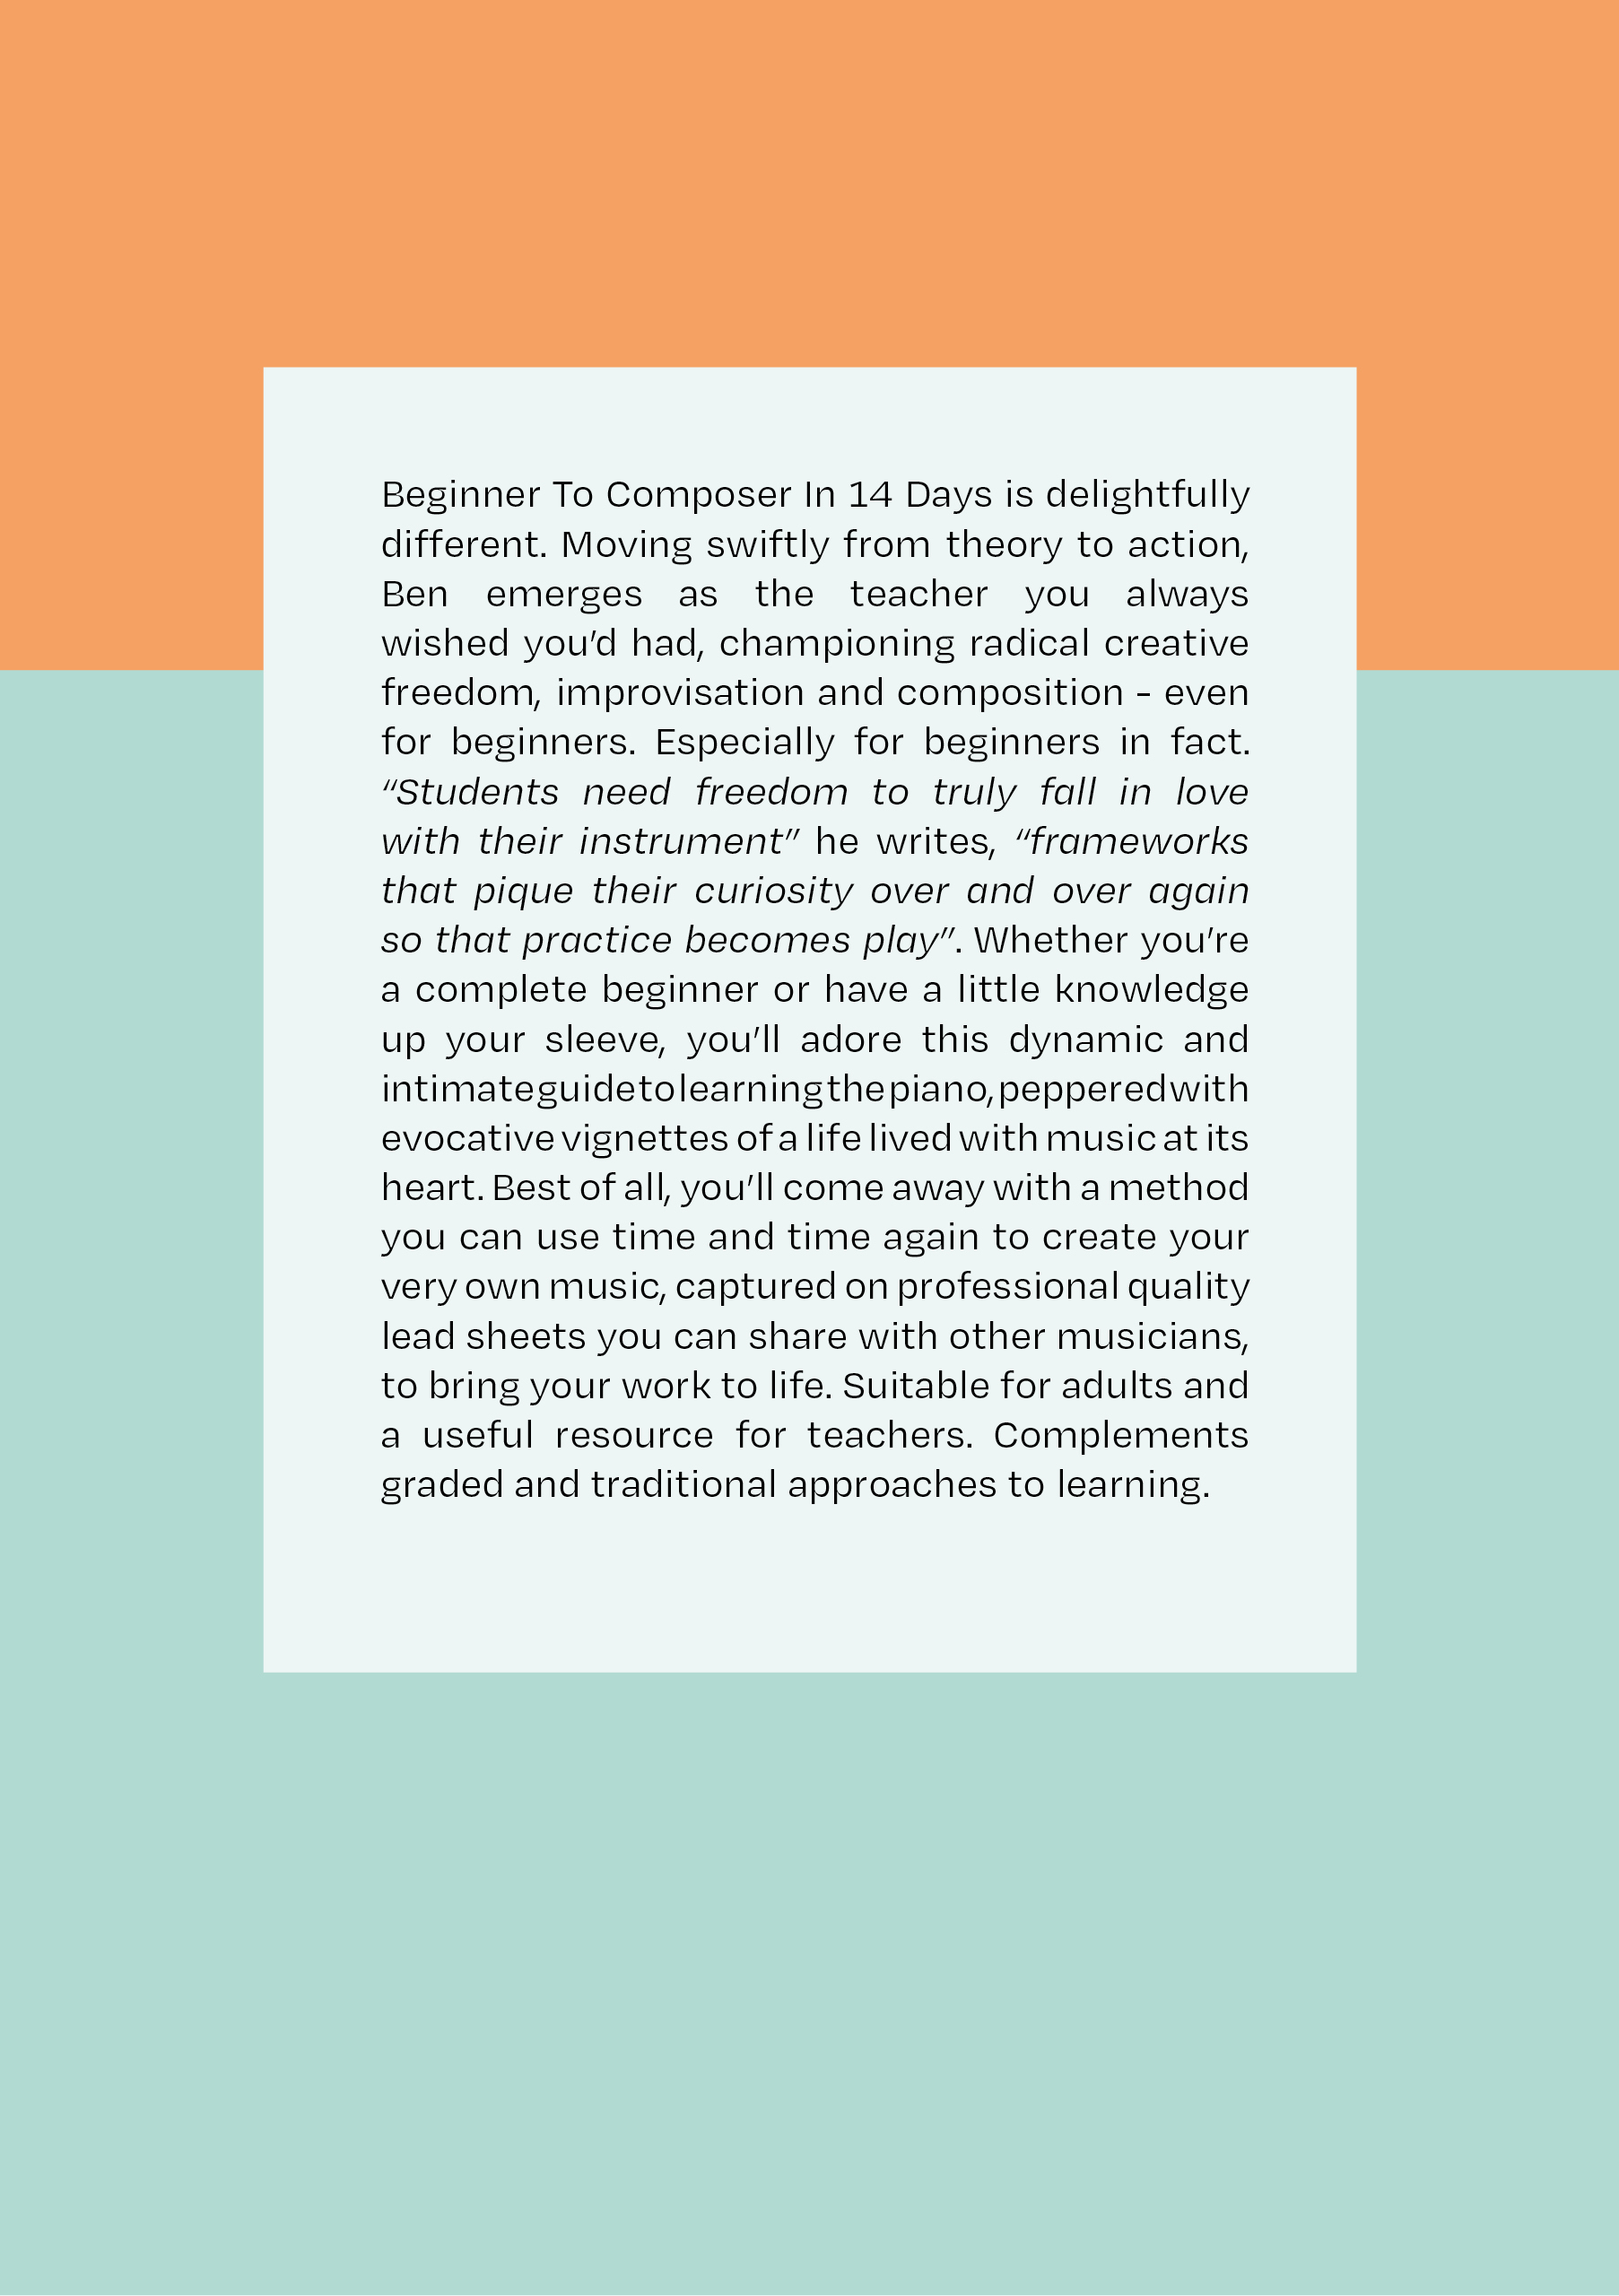 Beginner To Composer In 14 Days is delightfully
different. Moving swiftly from theory to action,
Ben emerges as the teacher you always
wished you’d had, championing radical creative
freedom, improvisation and composition - even
for beginners. Especially for beginners in fact.
“Students need freedom to truly fall in love
with their instrument” he writes, “frameworks
that pique their curiosity over and over again
so that practice becomes play”. Whether you’re
a complete beginner or have a little knowledge
up your sleeve, you’ll adore this dynamic and
intimate guide to learning the piano, peppered with
evocative vignettes of a life lived with music at its
heart. Best of all, you’ll come away with a method
you can use time and time again to create your
very own music, captured on professional quality
lead sheets you can share with other musicians,
to bring your work to life. Suitable for adults and
a useful resource for teachers. Complements
graded and traditional approaches to learning.